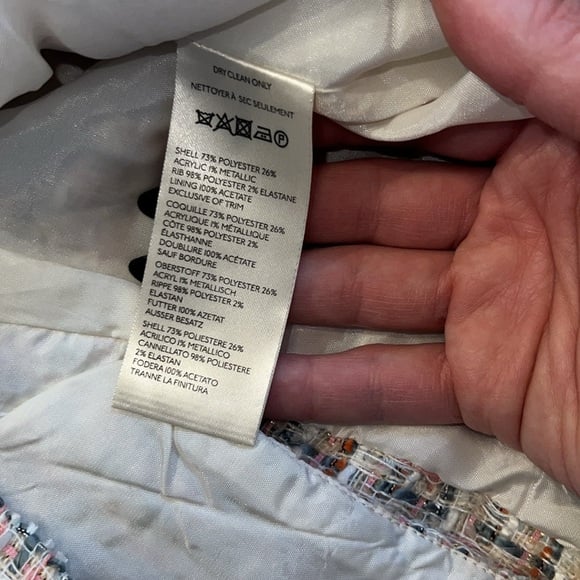 DRY CLEAN ONLY
NETTOYER À SEC SEULEMENT
P
SHELL 73% POLYESTER 26%
ACRYLIC 1% METALLIC
RIB 98% POLYESTER 2% ELASTANE
LINING 100% ACETATE
EXCLUSIVE OF TRIM
COQUILLE 73% POLYESTER 26%
ACRYLIQUE 1% MÉTALLIQUE
CÔTE 98% POLYESTER 2%
ÉLASTHANNE
DOUBLURE 100% ACÉTATE
SAUF BORDURE
OBERSTOFF 73% POLYESTER 26%
ACRYL 1% METALLISCH
RIPPE 98% POLYESTER 2%
ELASTAN
FUTTER 100% AZETAT
AUSSER BESATZ
SHELL 73% POLIESTERE 26%
ACRILICO 1% METALLICO
CANNELLATO 98% POLIESTERE
2% ELASTAN
FODERA 100% ACETATO
TRANNE LA FINITURA